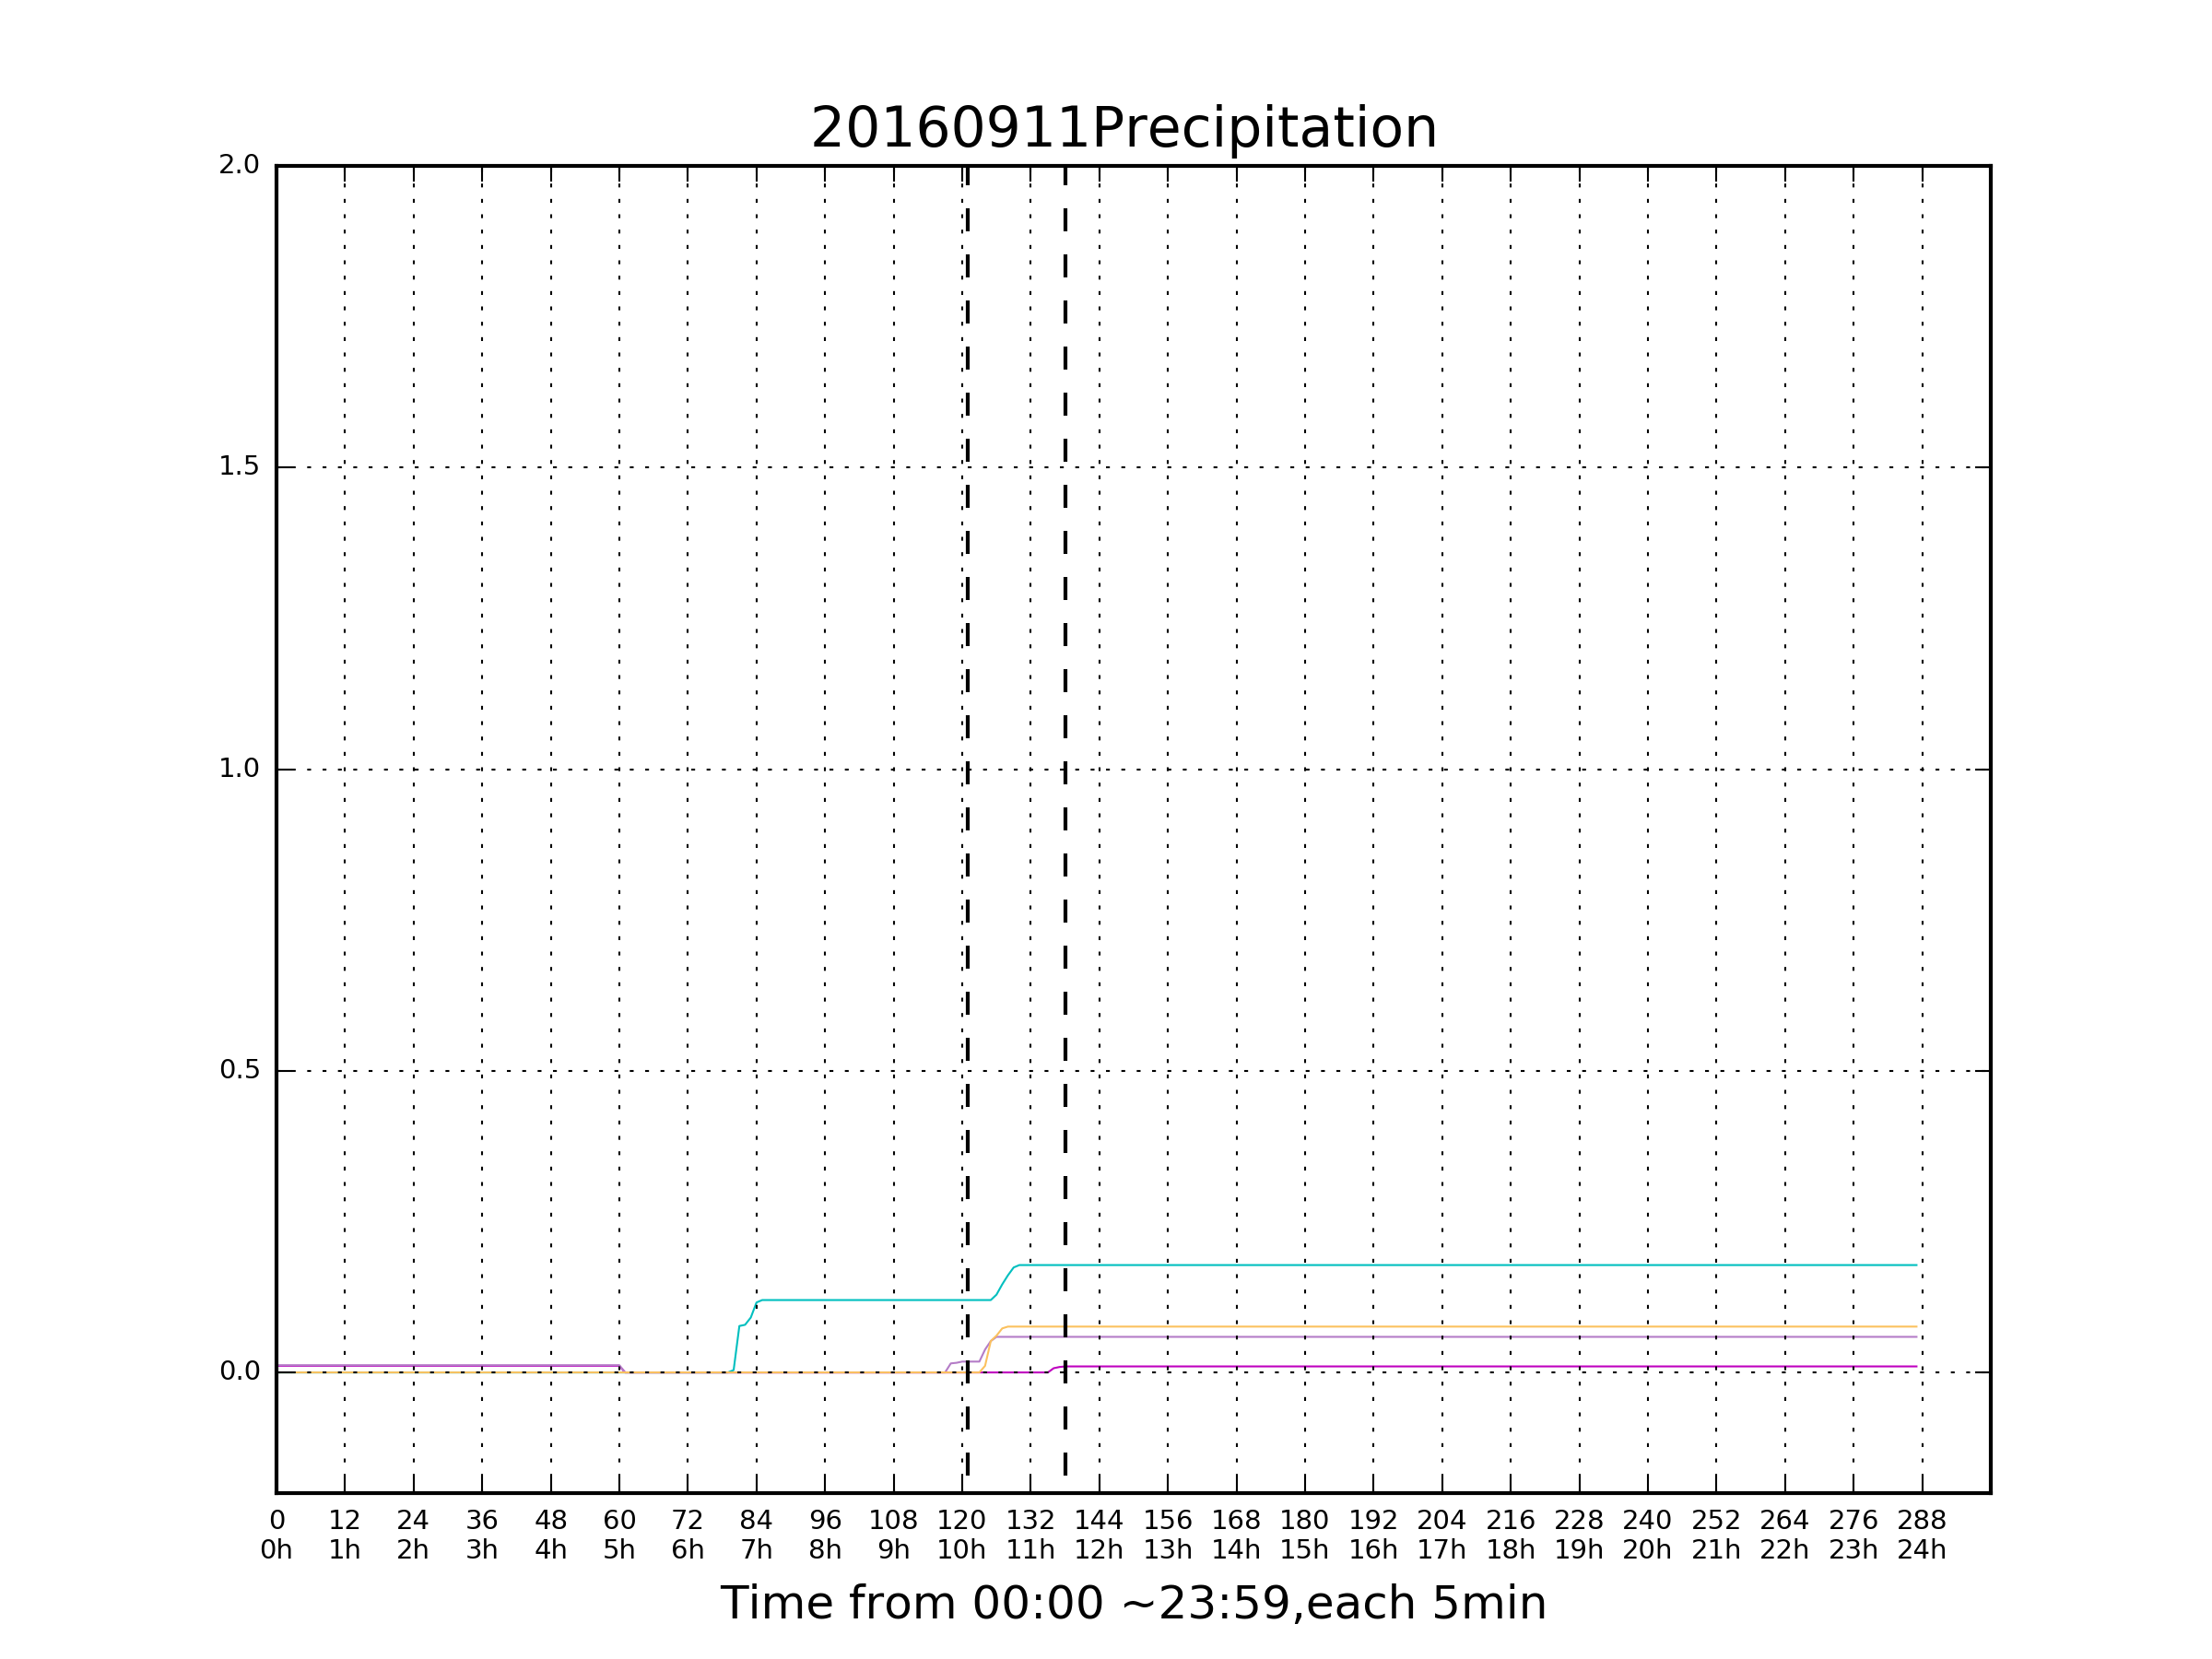 20160911Precipitation
2.0
1.5
1.0
0.5
0.0
0 12 24 36 48 60 72 84 96 108 120 132 144 156 168 180 192 204 216 228 240 252 264 276 288
0h 1h 2h 3h 4h 5h 6h 7h 8h 9h 10h 11h 12h 13h 14h 15h 16h 17h 18h 19h 20h 21h 22h 23h 24h
Time from 00:00 ~23:59,each 5min